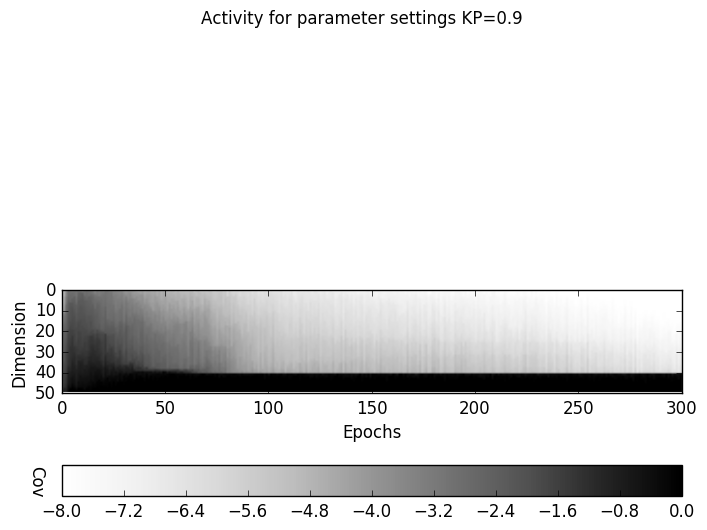 Activity for parameter settings KP=0.9
0
10
20
30
40
50
Dimension
0 50 100 150 200 250 300
Epochs
Cov
−8.0 −7.2 −6.4 −5.6 −4.8 −4.0 −3.2 −2.4 −1.6 −0.8 0.0